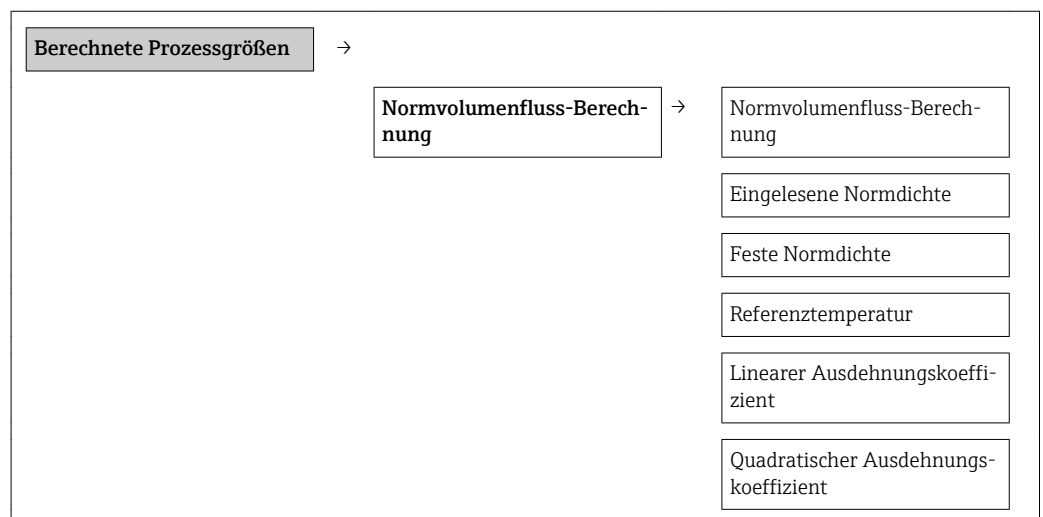 Berechnete Prozessgrößen →
Normvolumenfluss-Berech- → Normvolumenfluss-Berech-
nung nung
Eingelesene Normdichte
Feste Normdichte
Referenztemperatur
Linearer Ausdehnungskoeffi-
zient
Quadratischer Ausdehnungs-
koeffizient